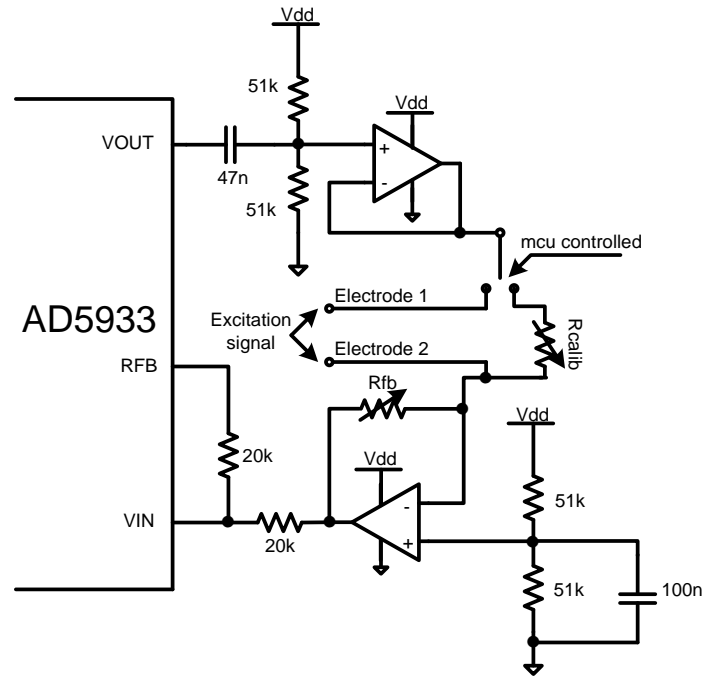 Vdd
51k
Vdd
VOUT
+
-
47n
51k
mcu controlled
AD5933
Electrode 1
Excitation
signal
Electrode 2
Rcalib
RFB
Rfb
Vdd
20k
Vdd
51k
-
VIN
20k
+
51k
100n